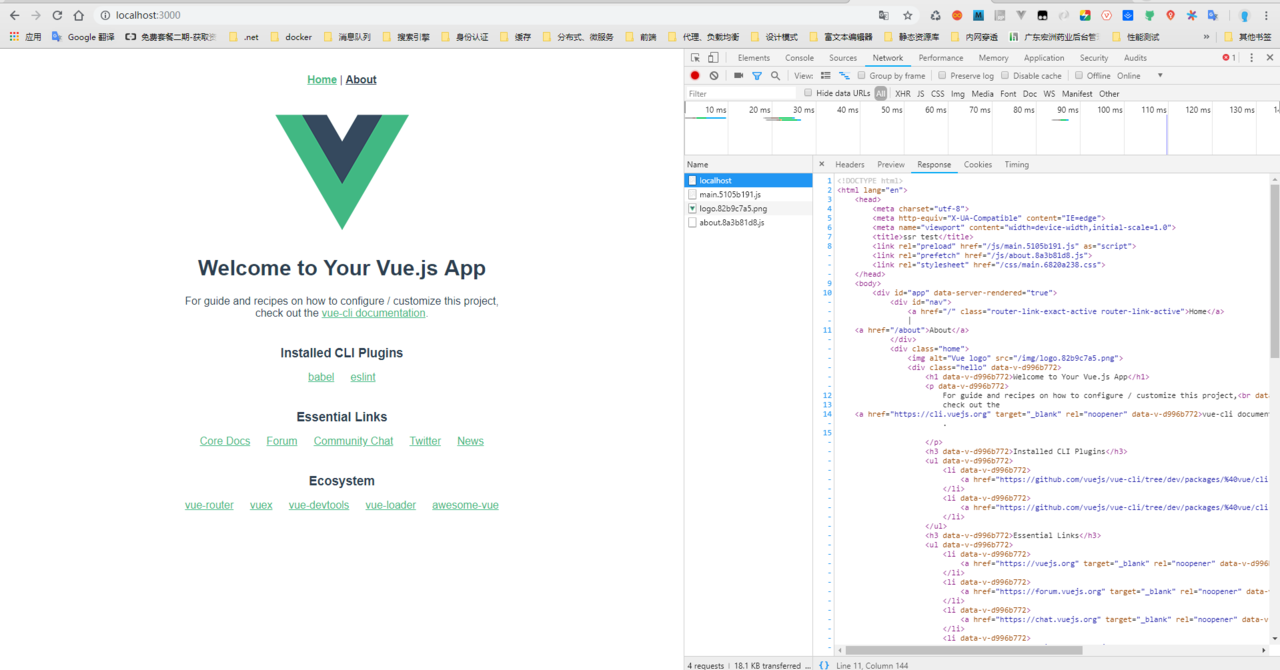 localhost:3000
应用 Google 翻译 免费套餐二期-获取 .net docker 消息队列 搜索引擎 身份认证 缓存 分布式、微服务 前端 代理、负载均衡 设计模式 富文本编辑器 静态资源库 内网穿透 广东宏洲药业后台管 性能测试 » 其他书签
Home | About
Welcome to Your Vue.js App
For guide and recipes on how to configure / customize this project,
check out the vue-cli documentation.
Installed CLI Plugins
babel eslint
Essential Links
Core Docs Forum Community Chat Twitter News
Ecosystem
vue-router vuex vue-devtools vue-loader awesome-vue
Elements Console Sources Network Performance Memory Application Security Audits 1
View: Group by frame Preserve log Disable cache Offline Online
Filter Hide data URLs All XHR JS CSS Img Media Font Doc WS Manifest Other
10 ms 20 ms 30 ms 40 ms 50 ms 60 ms 70 ms 80 ms 90 ms 100 ms 110 ms 120 ms 130 ms
Name
localhost
main.5105b191.js
logo.82b9c7a5.png
about.8a3b81d8.js
× Headers Preview Response Cookies Timing
1 <!DOCTYPE html>
2 <html lang="en">
3 <head>
4 <meta charset="utf-8">
5 <meta http-equiv="X-UA-Compatible" content="IE=edge">
6 <meta name="viewport" content="width=device-width,initial-scale=1.0">
7 <title>ssr test</title>
8 <link rel="preload" href="/js/main.5105b191.js" as="script">
- <link rel="prefetch" href="/js/about.8a3b81d8.js">
- <link rel="stylesheet" href="/css/main.6820a238.css">
- </head>
9 <body>
10 <div id="app" data-server-rendered="true">
- <div id="nav">
- <a href="/" class="router-link-exact-active router-link-active">Home</a>
- |
11 <a href="/about">About</a>
- </div>
- <div class="home">
- <img alt="Vue logo" src="/img/logo.82b9c7a5.png">
- <div class="hello" data-v-d996b772>
- <h1 data-v-d996b772>Welcome to Your Vue.js App</h1>
- <p data-v-d996b772>
12 For guide and recipes on how to configure / customize this project,<br dat
13 check out the
14 <a href="https://cli.vuejs.org" target="_blank" rel="noopener" data-v-d996b772>vue-cli document
- .
15
- </p>
- <h3 data-v-d996b772>Installed CLI Plugins</h3>
- <ul data-v-d996b772>
- <li data-v-d996b772>
- <a href="https://github.com/vuejs/vue-cli/tree/dev/packages/%40vue/cli
- </li>
- <li data-v-d996b772>
- <a href="https://github.com/vuejs/vue-cli/tree/dev/packages/%40vue/cli
- </li>
- </ul>
- <h3 data-v-d996b772>Essential Links</h3>
- <ul data-v-d996b772>
- <li data-v-d996b772>
- <a href="https://vuejs.org" target="_blank" rel="noopener" data-v-d996b
- </li>
- <li data-v-d996b772>
- <a href="https://forum.vuejs.org" target="_blank" rel="noopener" data-v
- </li>
- <li data-v-d996b772>
- <a href="https://chat.vuejs.org" target="_blank" rel="noopener" data-v-
- </li>
- <li data-v-d996b772>
4 requests | 18.1 KB transferred ... {} Line 11, Column 144